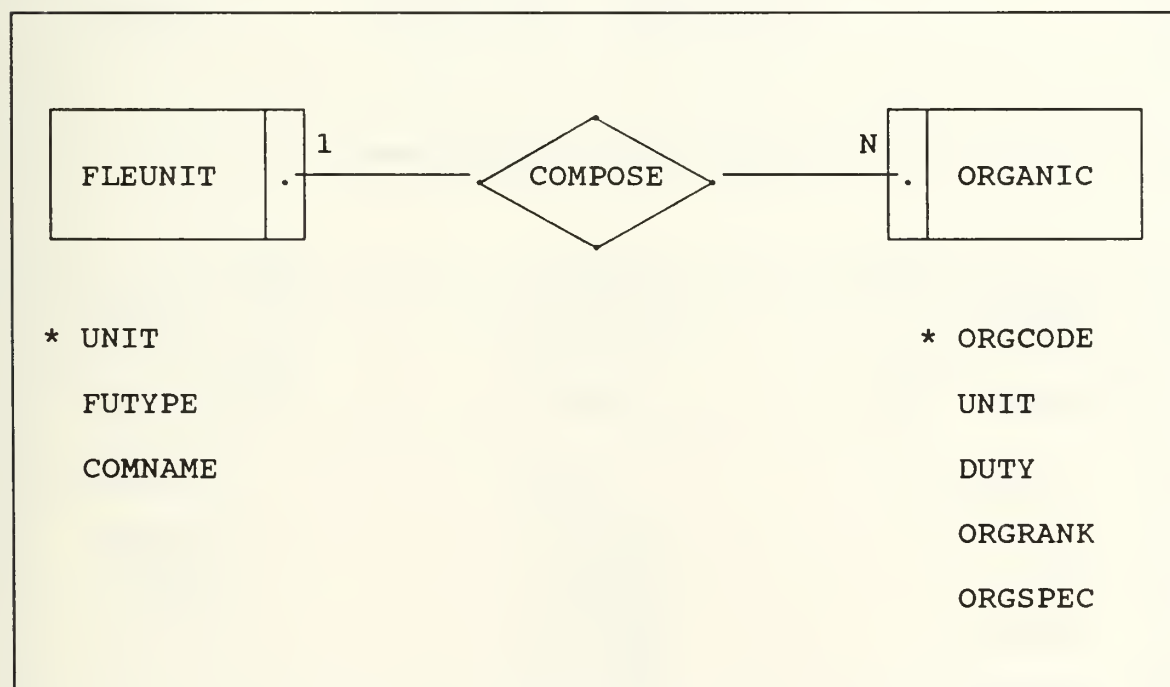 1 N
FLEUNIT . COMPOSE . ORGANIC
* UNIT * ORGCODE
FUTYPE UNIT
COMNAME DUTY
ORGRANK
ORGSPEC